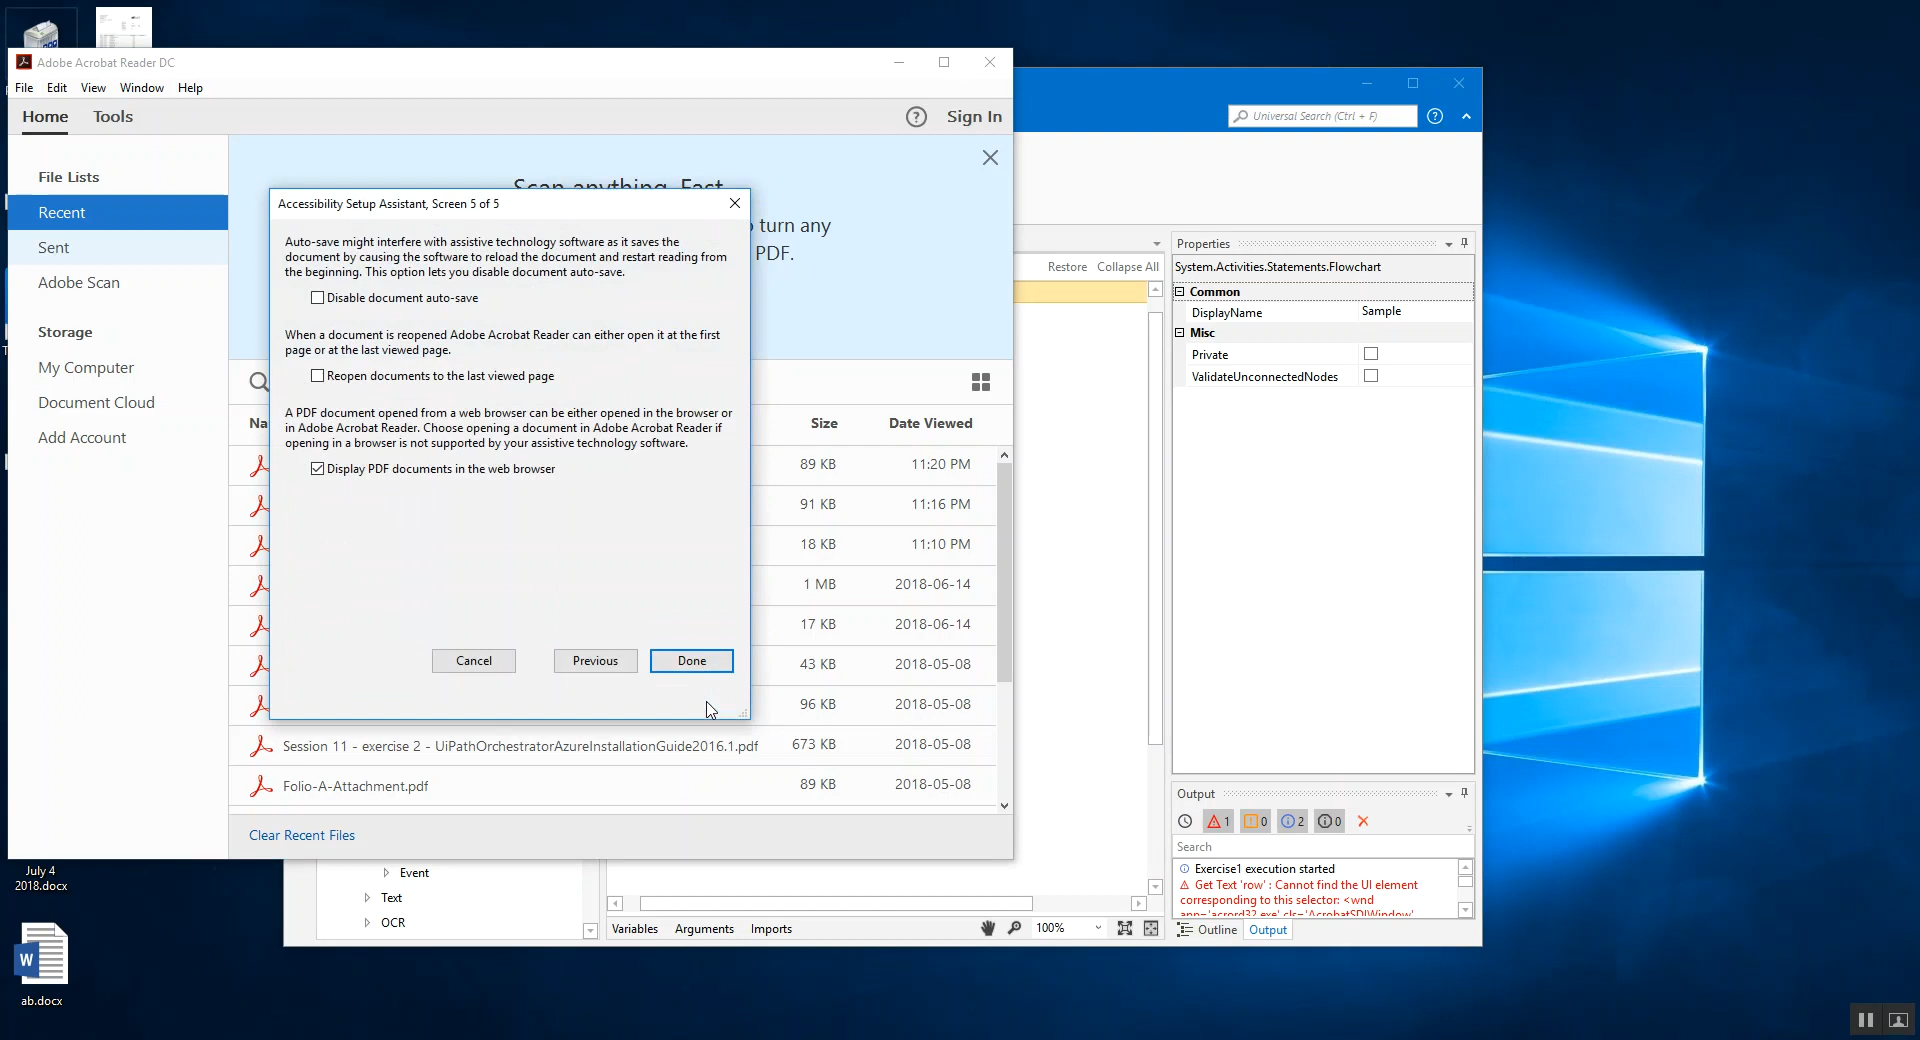 Adobe Acrobat Reader DC
File Edit View Window Help
Home Tools
Sign In
File Lists
Recent
Sent
Adobe Scan
Storage
My Computer
Document Cloud
Add Account
Scan anything. Fast.
turn any
PDF.
Accessibility Setup Assistant, Screen 5 of 5
Auto-save might interfere with assistive technology software as it saves the
document by causing the software to reload the document and restart reading from
the beginning. This option lets you disable document auto-save.
Disable document auto-save
When a document is reopened Adobe Acrobat Reader can either open it at the first
page or at the last viewed page.
Reopen documents to the last viewed page
A PDF document opened from a web browser can be either opened in the browser or
in Adobe Acrobat Reader. Choose opening a document in Adobe Acrobat Reader if
opening in a browser is not supported by your assistive technology software.
Display PDF documents in the web browser
Cancel Previous Done
Na Size Date Viewed
89 KB 11:20 PM
91 KB 11:16 PM
18 KB 11:10 PM
1 MB 2018-06-14
17 KB 2018-06-14
43 KB 2018-05-08
96 KB 2018-05-08
Session 11 - exercise 2 - UiPathOrchestratorAzureInstallationGuide2016.1.pdf 673 KB 2018-05-08
Folio-A-Attachment.pdf 89 KB 2018-05-08
Clear Recent Files
Universal Search (Ctrl + F)
Restore Collapse All
Properties
System.Activities.Statements.Flowchart
Common
DisplayName Sample
Misc
Private
ValidateUnconnectedNodes
Output
1 0 2 0
Search
Exercise1 execution started
Get Text 'row' : Cannot find the UI element
corresponding to this selector: <wnd
app='acrord32.exe' cls='AcrobatSDIWindow'
Outline Output
Event
Text
OCR
Variables Arguments Imports
100%
July 4
2018.docx
W
ab.docx